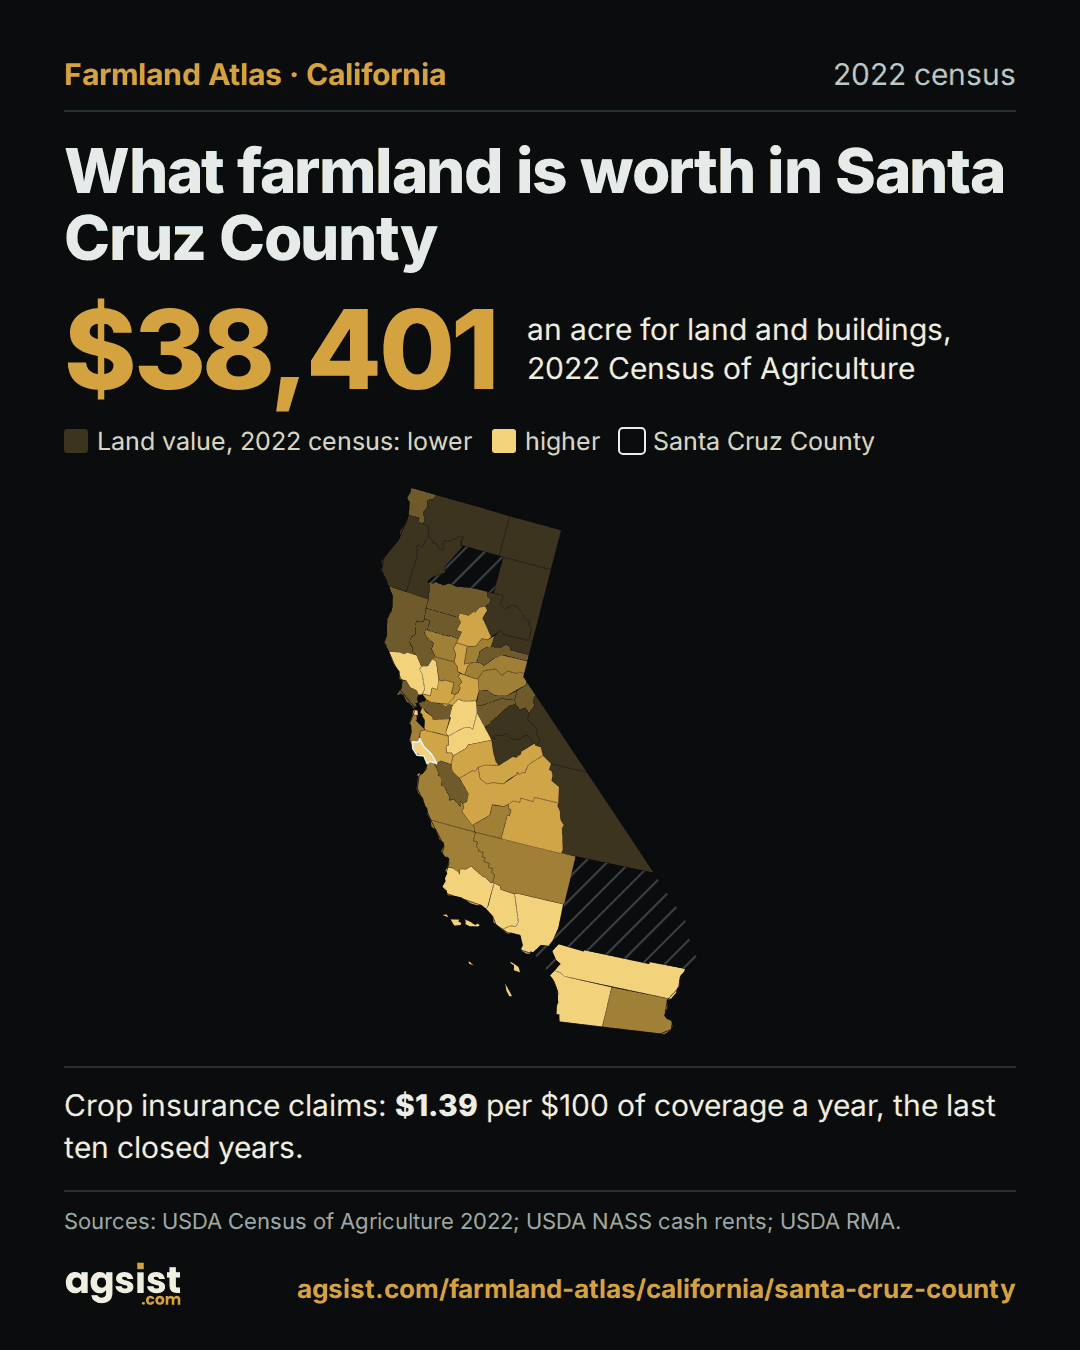 Farmland Atlas · California
2022 census
What farmland is worth in Santa
Cruz County
$38,401
an acre for land and buildings,
2022 Census of Agriculture
Land value, 2022 census: lower
higher
Santa Cruz County
Crop insurance claims: $1.39 per $100 of coverage a year, the last
ten closed years.
Sources: USDA Census of Agriculture 2022; USDA NASS cash rents; USDA RMA.
agsist
.com
agsist.com/farmland-atlas/california/santa-cruz-county